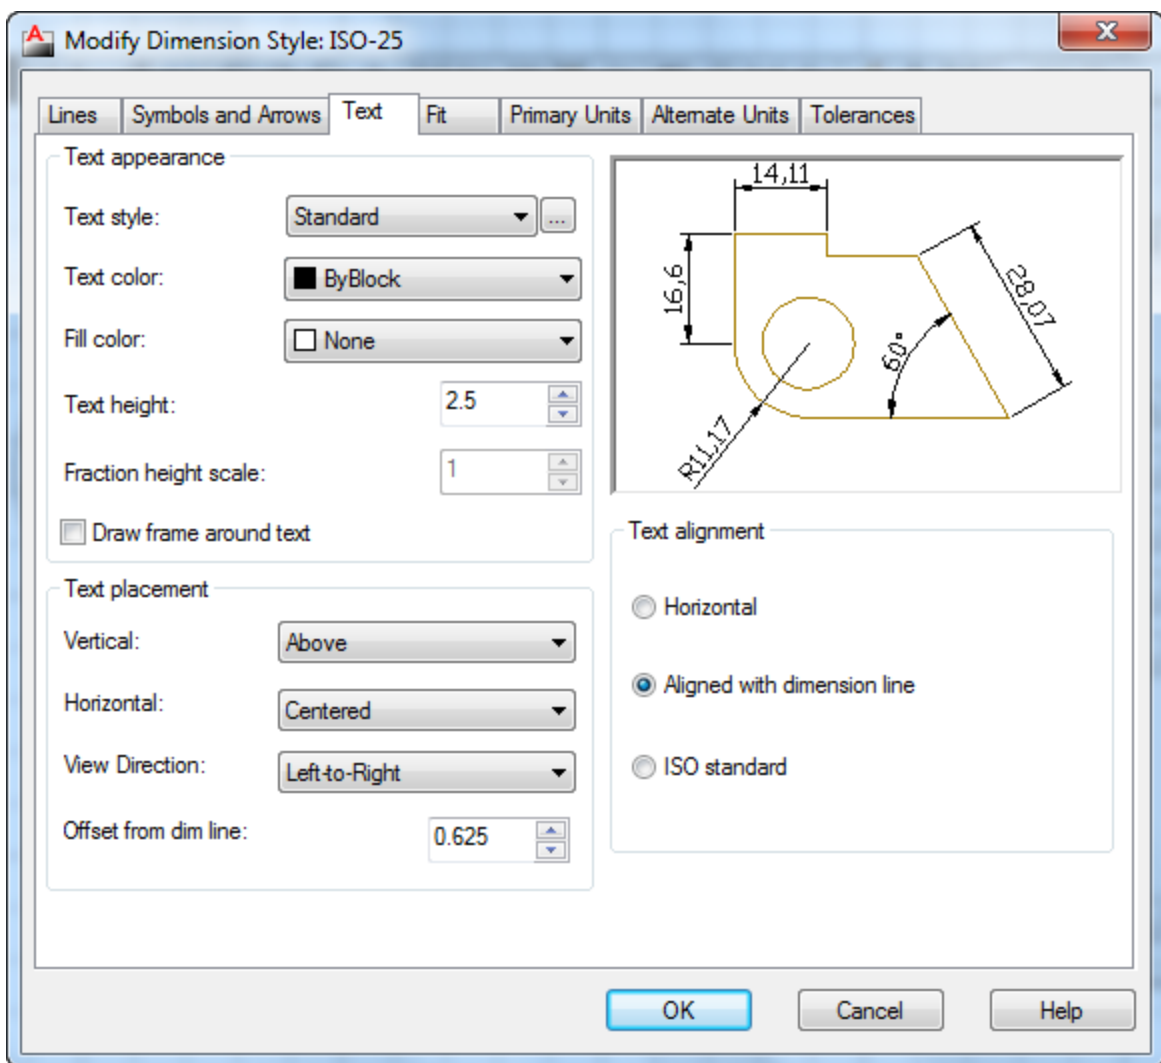 Modify Dimension Style: ISO-25
Lines Symbols and Arrows Text Fit Primary Units Alternate Units Tolerances
Text appearance
Text style: Standard ...
Text color: ByBlock
Fill color: None
Text height: 2.5
Fraction height scale: 1
Draw frame around text
Text placement
Vertical: Above
Horizontal: Centered
View Direction: Left-to-Right
Offset from dim line: 0.625
14,11
16,6
28,07
60°
R11,17
Text alignment
Horizontal
Aligned with dimension line
ISO standard
OK Cancel Help